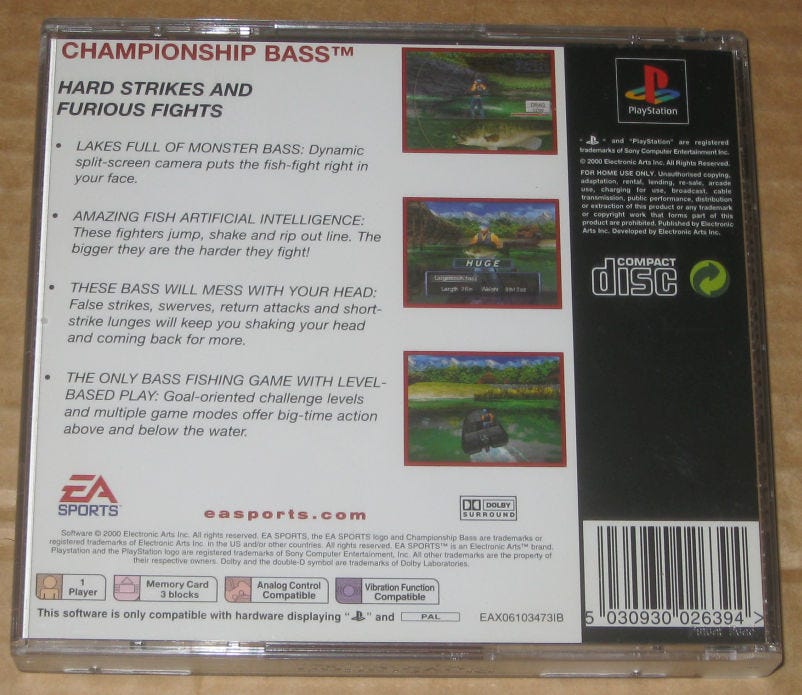 CHAMPIONSHIP BASS™
HARD STRIKES AND
FURIOUS FIGHTS
• LAKES FULL OF MONSTER BASS: Dynamic
split-screen camera puts the fish-fight right in
your face.
• AMAZING FISH ARTIFICIAL INTELLIGENCE:
These fighters jump, shake and rip out line. The
bigger they are the harder they fight!
• THESE BASS WILL MESS WITH YOUR HEAD:
False strikes, swerves, return attacks and short-
strike lunges will keep you shaking your head
and coming back for more.
• THE ONLY BASS FISHING GAME WITH LEVEL-
BASED PLAY: Goal-oriented challenge levels
and multiple game modes offer big-time action
above and below the water.
DRAG
LOW
HUGE
Largemouth bass
Length 26in Weight
EA
SPORTS™
easports.com
DOLBY
SURROUND
Software © 2000 Electronic Arts Inc. All rights reserved. EA SPORTS, the EA SPORTS logo and Championship Bass are trademarks or
registered trademarks of Electronic Arts Inc. in the US and/or other countries. All rights reserved. EA SPORTS™ is an Electronic Arts™ brand.
Playstation and the PlayStation logo are registered trademarks of Sony Computer Entertainment, Inc. All other trademarks are the property of
their respective owners. Dolby and the double-D symbol are trademarks of Dolby Laboratories.
1
Player
Memory Card
3 blocks
Analog Control
Compatible
Vibration Function
Compatible
This software is only compatible with hardware displaying " " and PAL
EAX06103473IB
PlayStation
" " and "PlayStation" are registered
trademarks of Sony Computer Entertainment Inc.
© 2000 Electronic Arts Inc. All Rights Reserved.
FOR HOME USE ONLY. Unauthorised copying,
adaptation, rental, lending, re-sale, arcade
use, charging for use, broadcast, cable
transmission, public performance, distribution
or extraction of this product or any trademark
or copyright work that forms part of this
product are prohibited. Published by Electronic
Arts Inc. Developed by Electronic Arts Inc.
COMPACT
disc
5 030930 026394 >